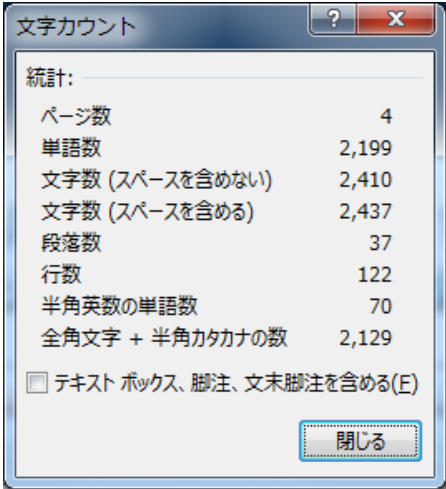 文字カウント
統計:
ページ数 4
単語数 2,199
文字数 (スペースを含めない) 2,410
文字数 (スペースを含める) 2,437
段落数 37
行数 122
半角英数の単語数 70
全角文字 + 半角カタカナの数 2,129
テキスト ボックス、脚注、文末脚注を含める(F)
閉じる